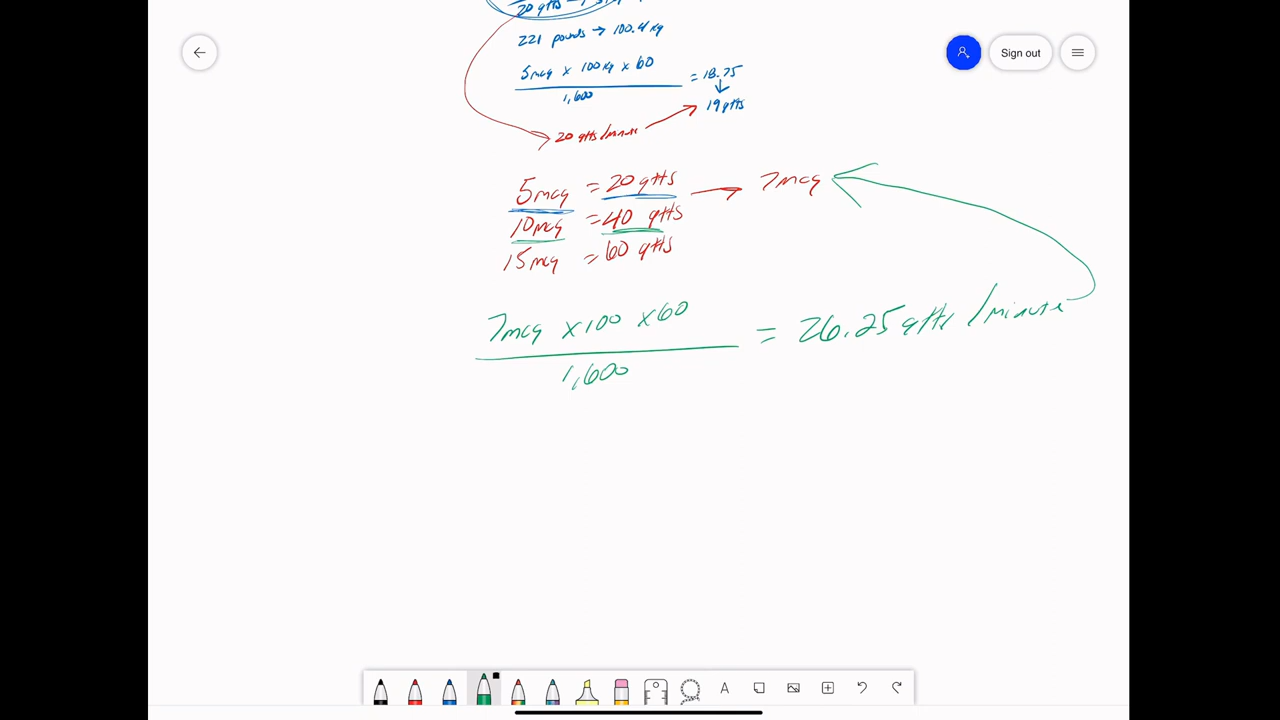 20 gtts
Sign out
221 pounds → 100.4 kg
5mcg x 100kg x 60
= 18.75
1,600
19 gtts
20 gtts/minute
5mcg = 20 gtts → 7mcg
10mcg = 40 gtts
15mcg = 60 gtts
7mcg x 100 x 60
= 26.25 gtts /minute
1,600
A